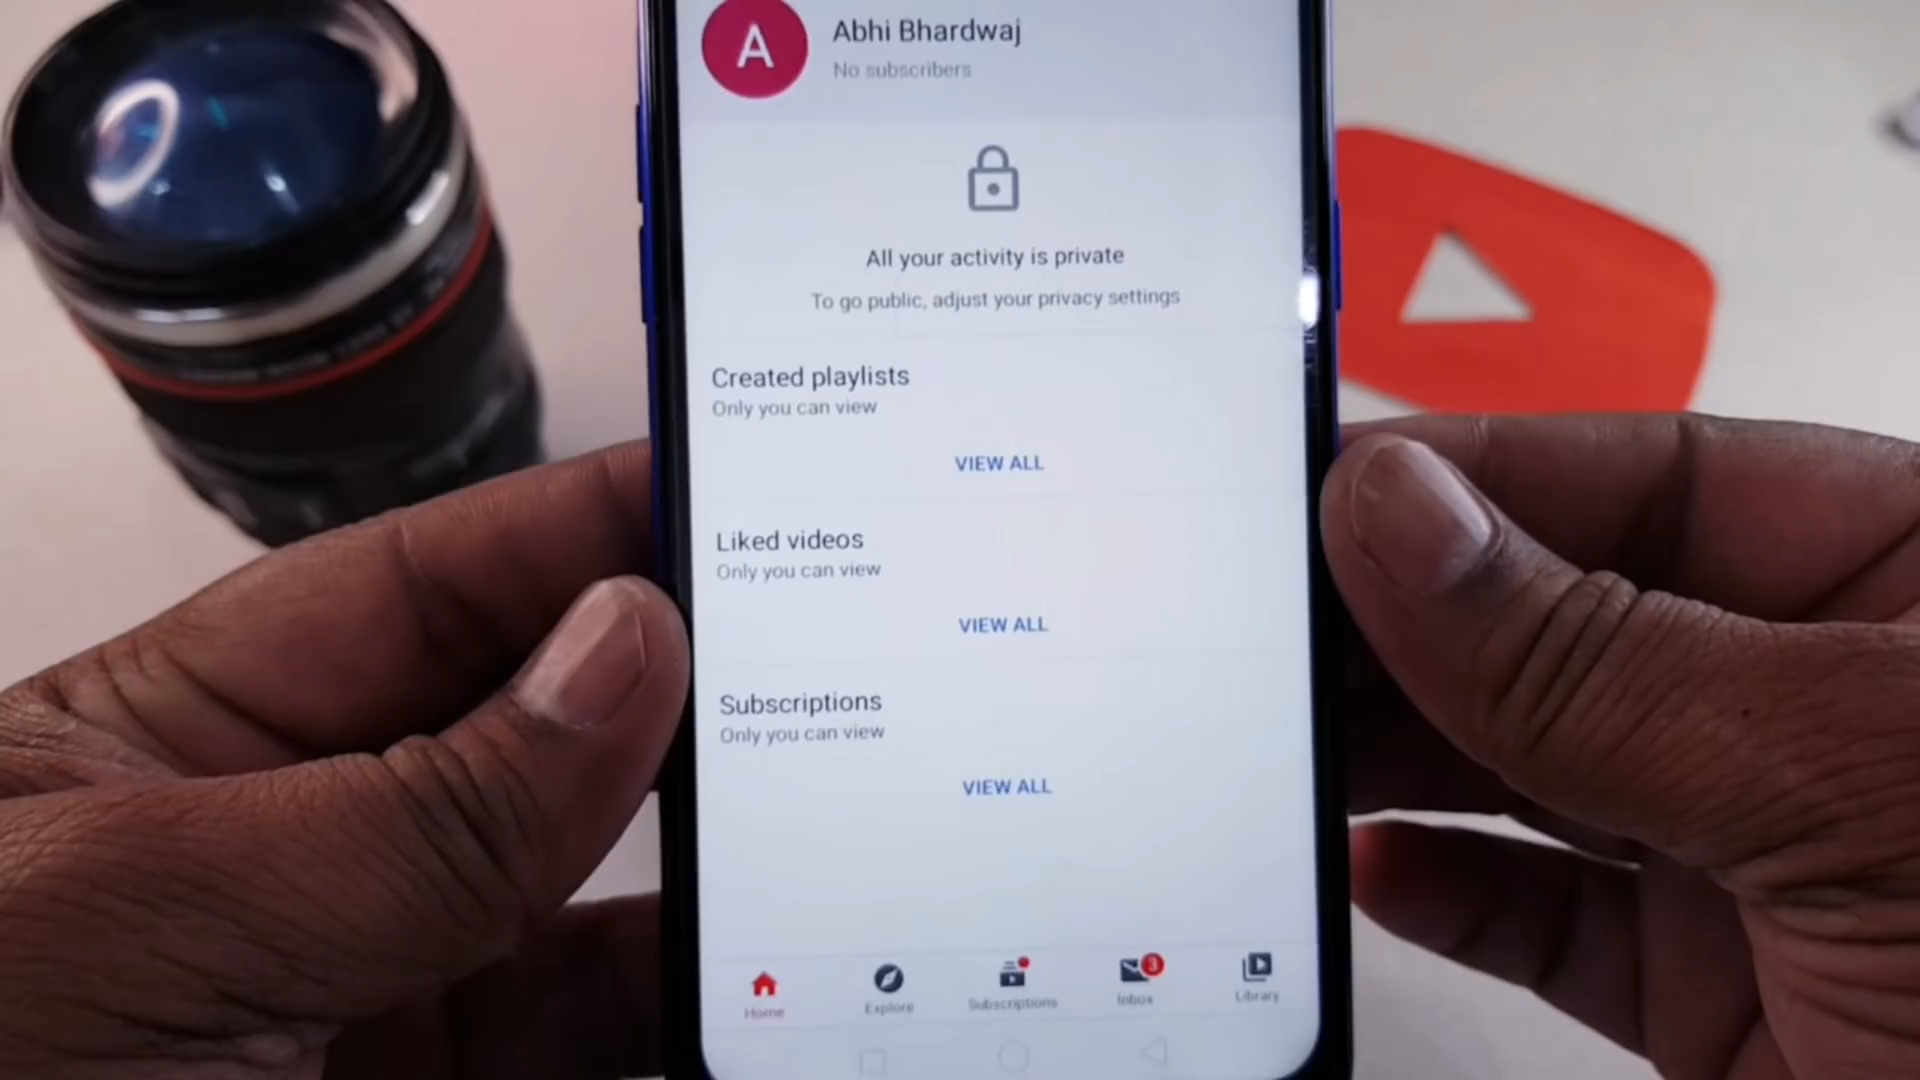 A
Abhi Bhardwaj
No subscribers
All your activity is private
To go public, adjust your privacy settings
Created playlists
Only you can view
VIEW ALL
Liked videos
Only you can view
VIEW ALL
Subscriptions
Only you can view
VIEW ALL
3
Home Explore Subscriptions Inbox Library